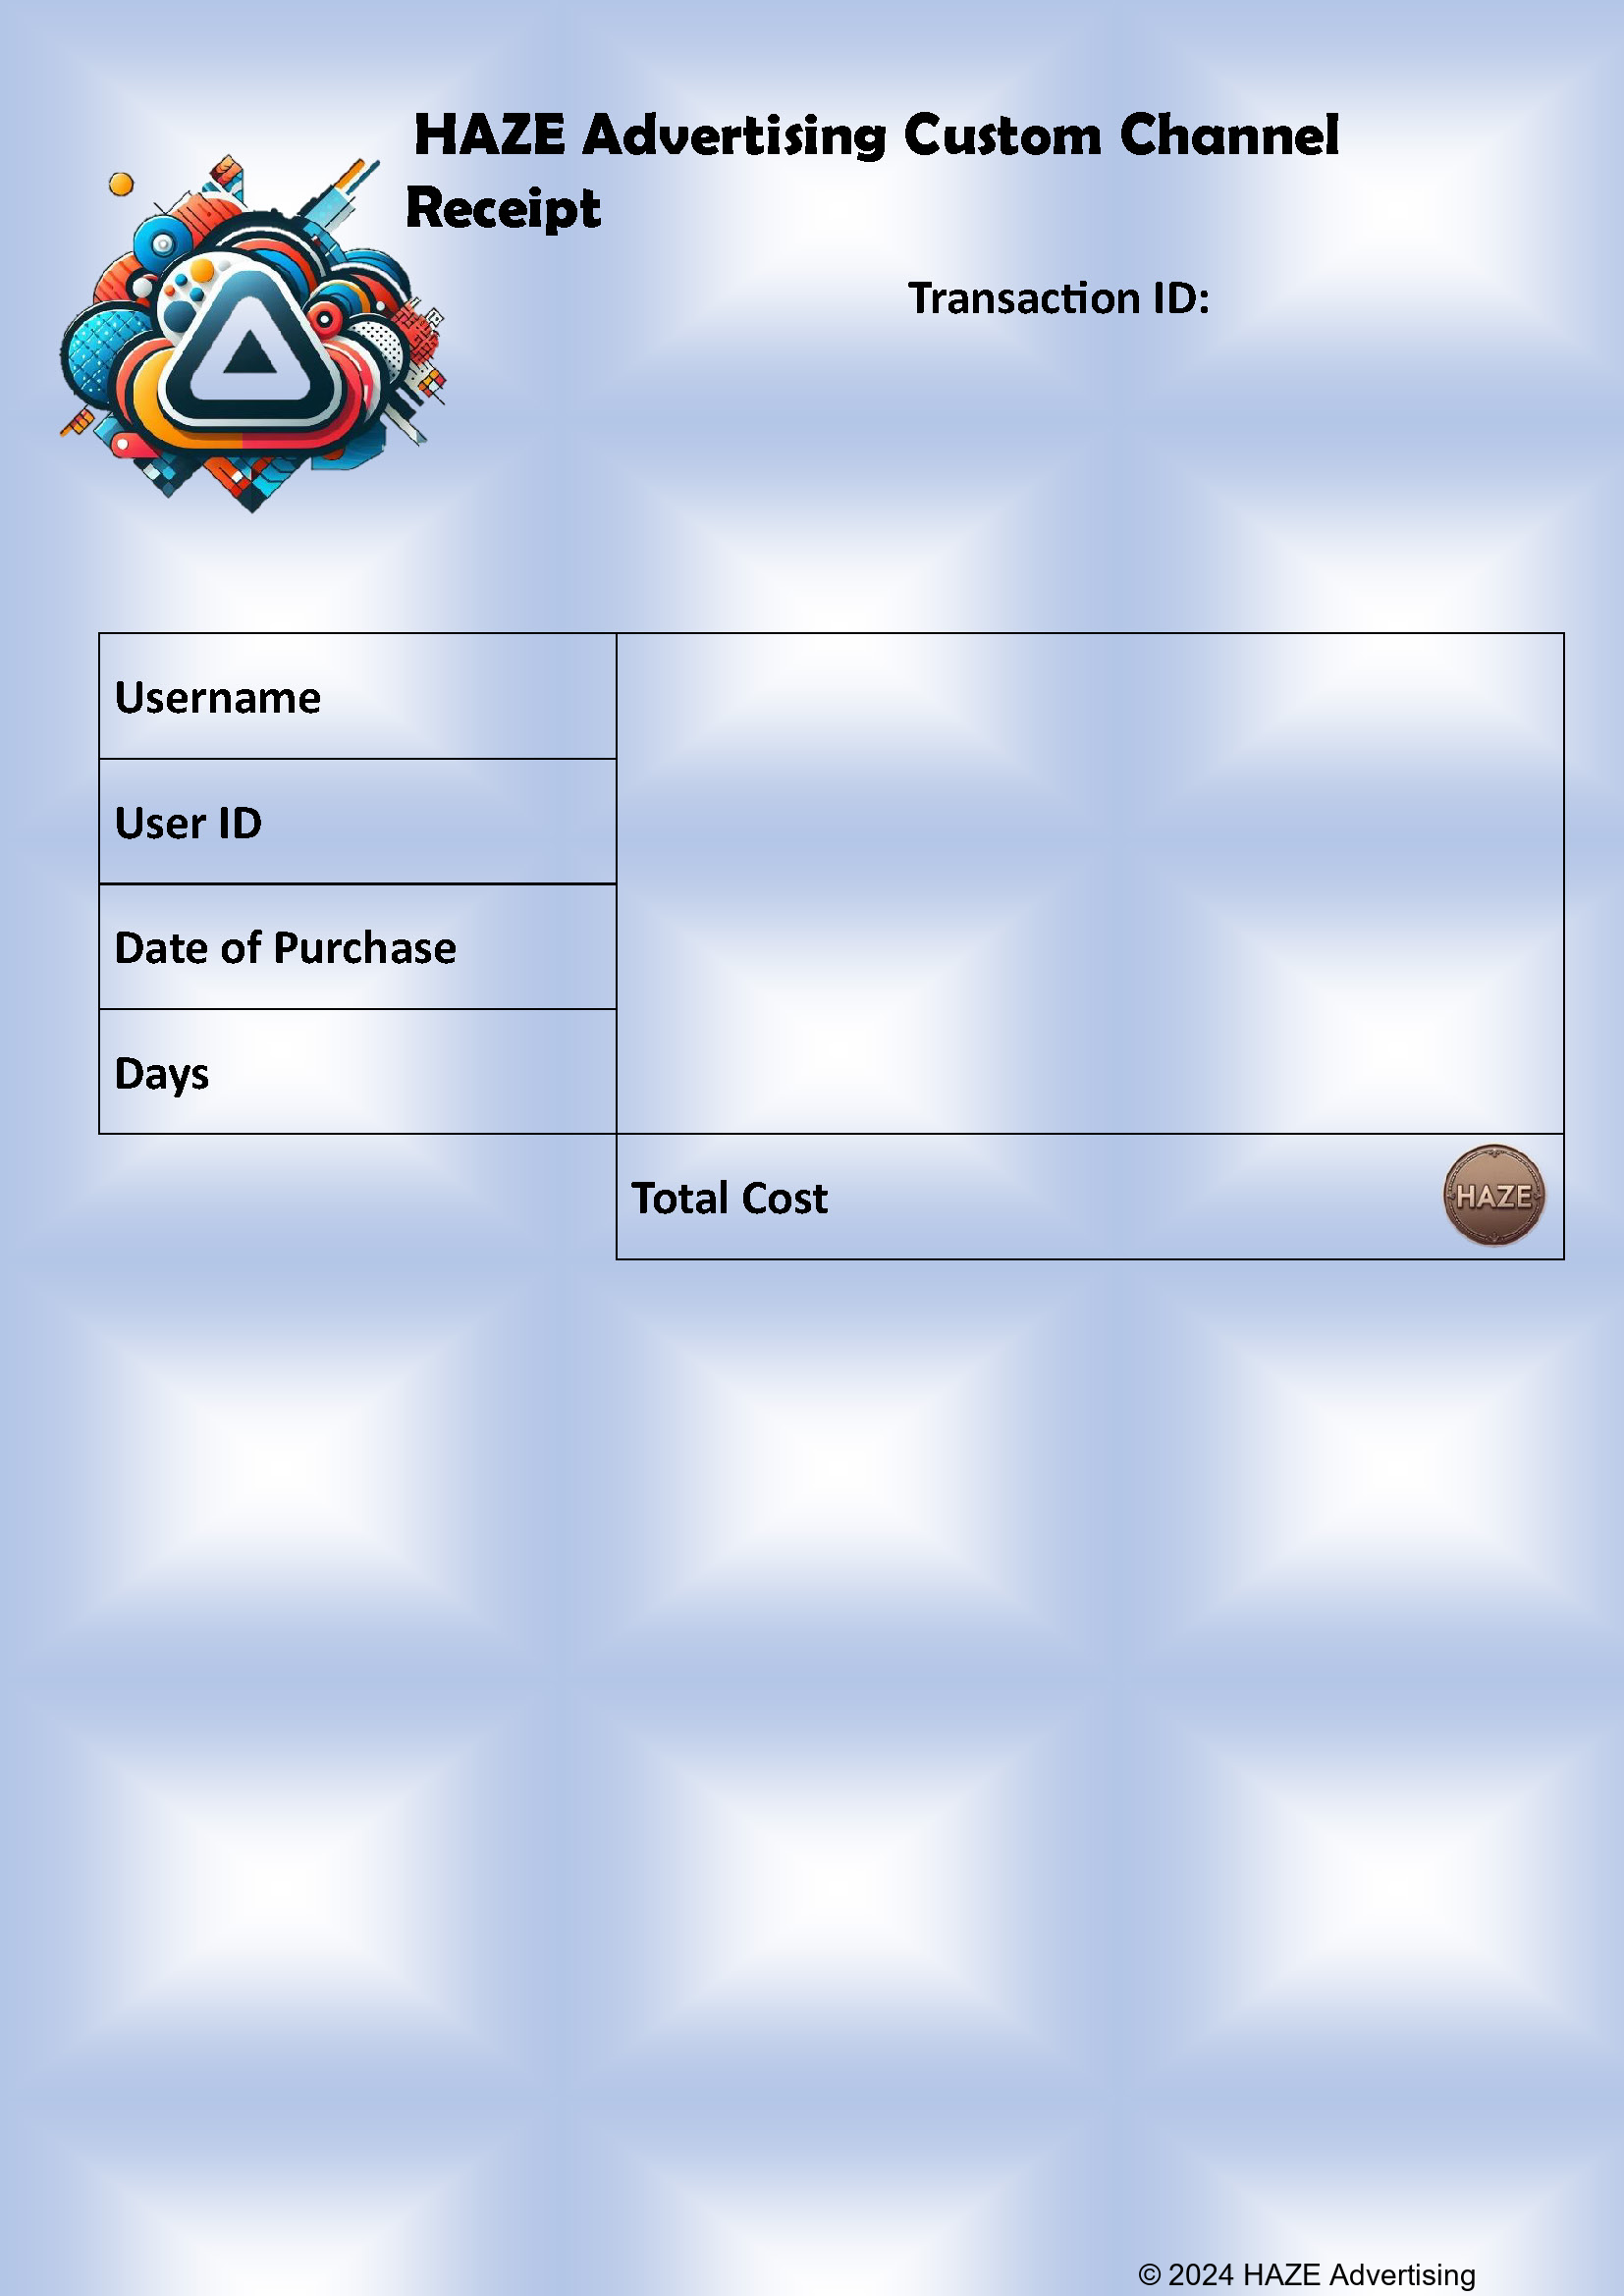 HAZE Advertising Custom Channel
Receipt
Transaction ID:
Username
User ID
Date of Purchase
Days
Total Cost
HAZE
© 2024 HAZE Advertising